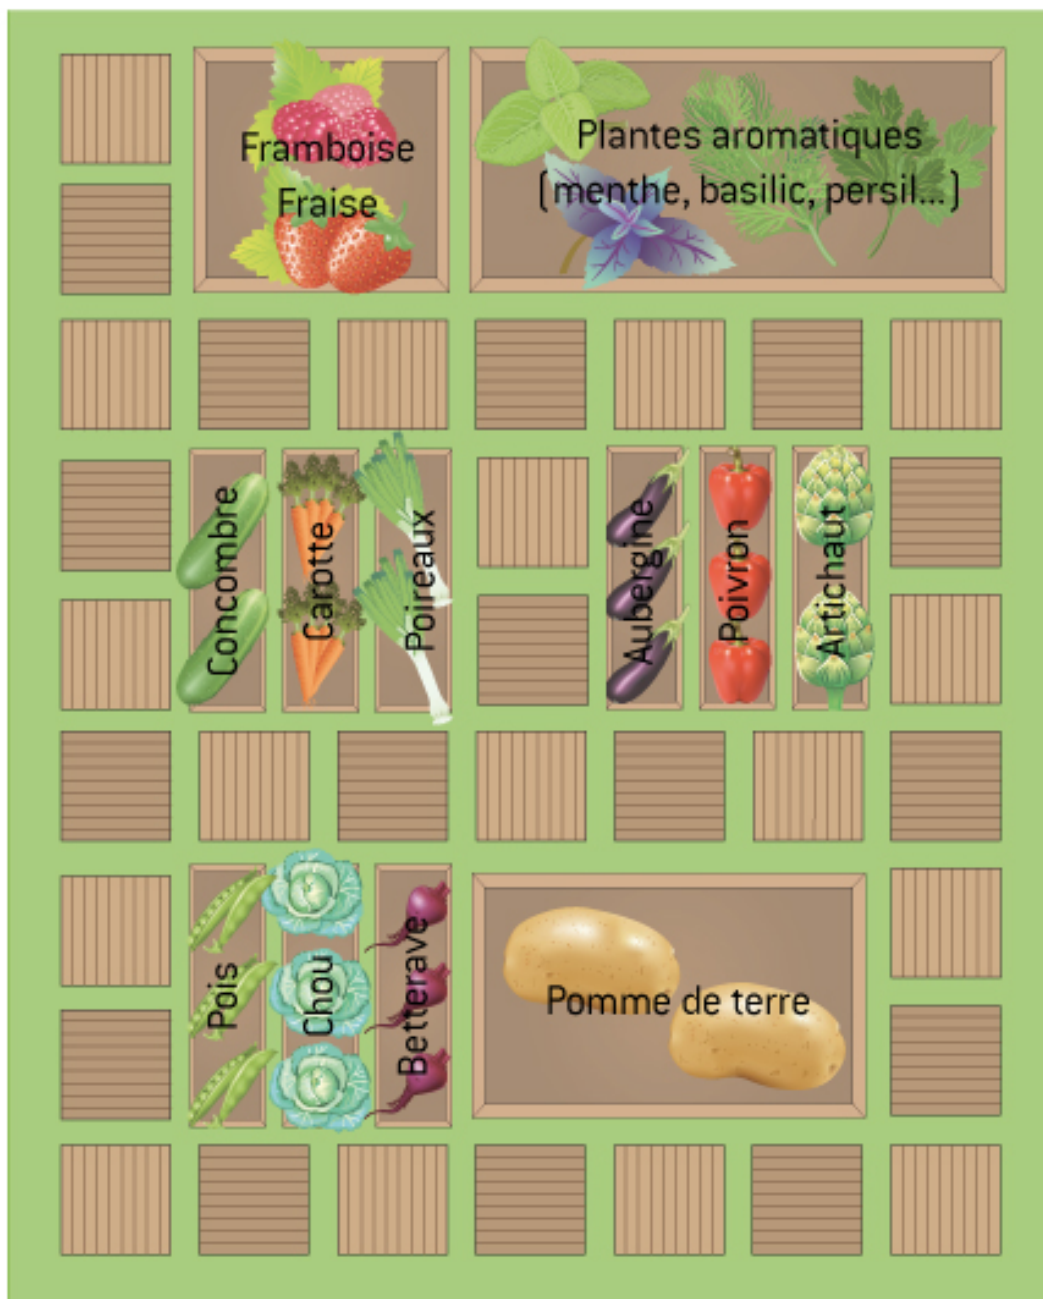 Framboise
Fraise
Plantes aromatiques
(menthe, basilic, persil...)
Concombre
Carotte
Poireaux
Aubergine
Poivron
Artichaut
Pois
Chou
Betterave
Pomme de terre